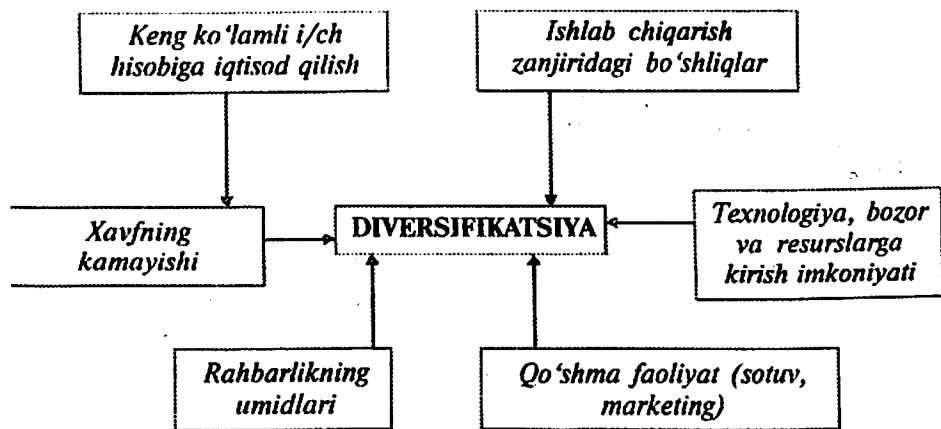 Keng ko‘lamli i/ch
hisobiga iqtisod qilish
Ishlab chiqarish
zanjiridagi bo‘shliqlar
Xavfning
kamayishi
DIVERSIFIKATSIYA
Texnologiya, bozor
va resurslarga
kirish imkoniyati
Rahbarlikning
umidlari
Qo‘shma faoliyat (sotuv,
marketing)